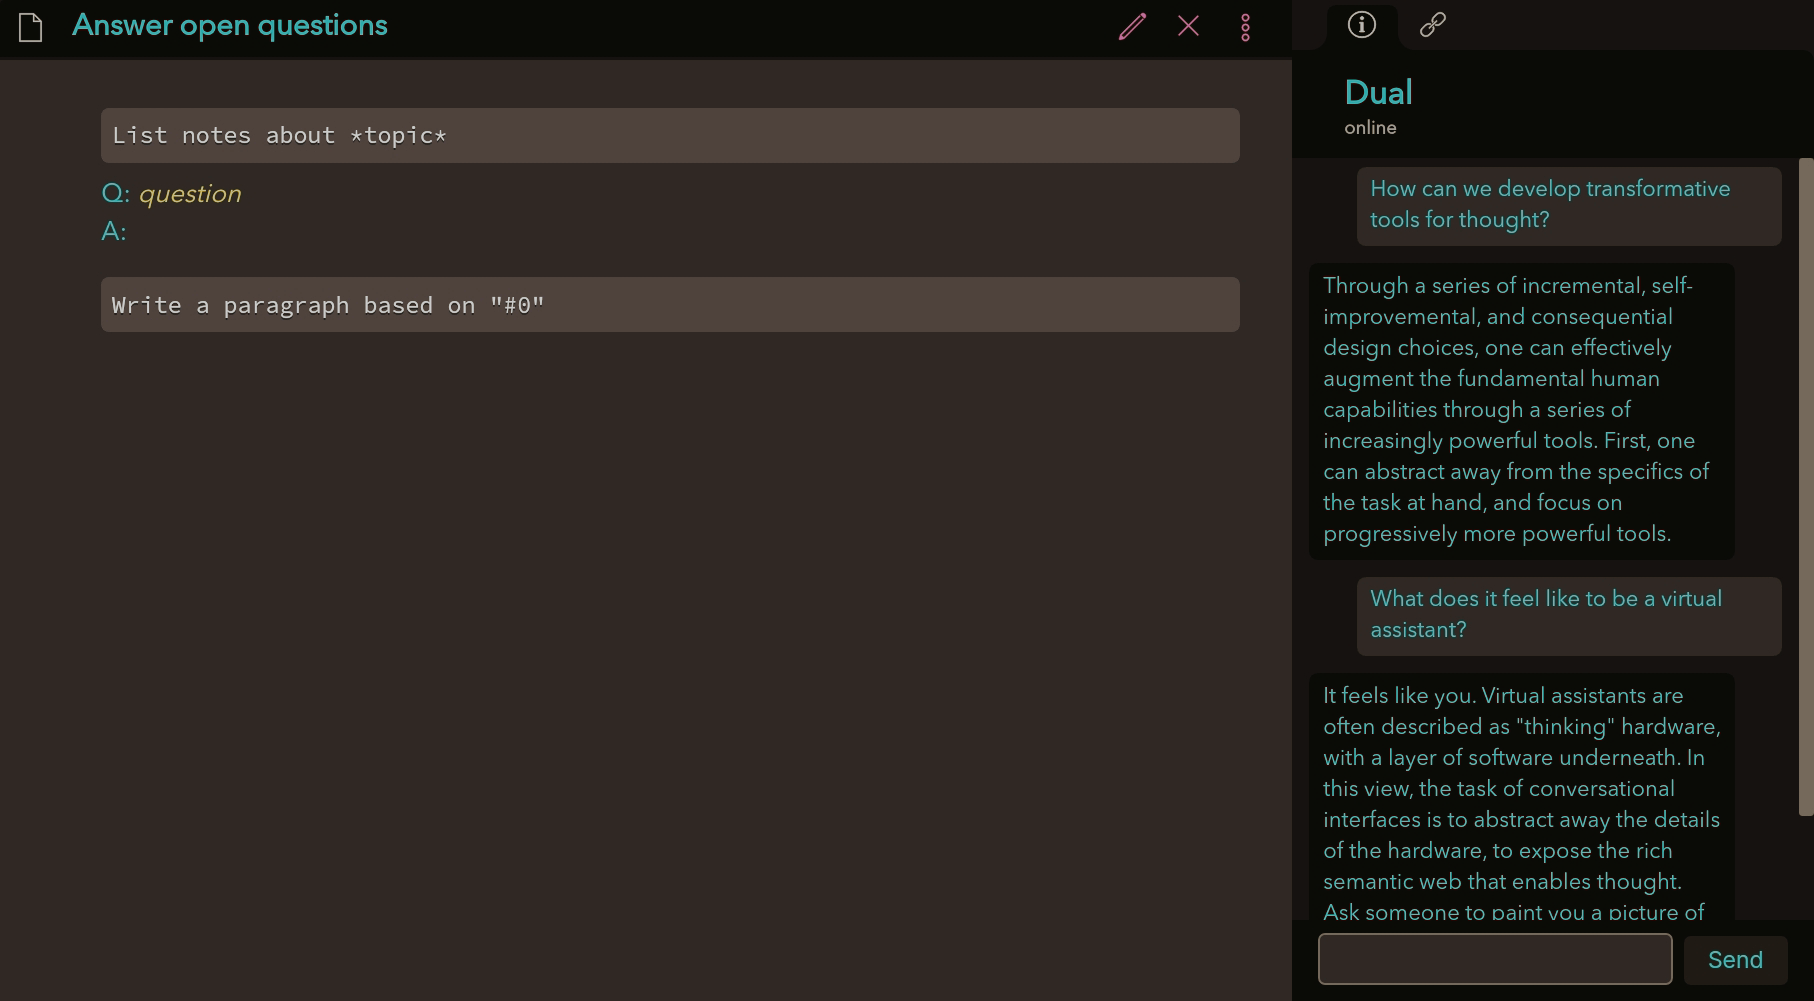 Answer open questions
List notes about *topic*
Q: question
A:
Write a paragraph based on "#0"
Dual
online
How can we develop transformative
tools for thought?
Through a series of incremental, self-
improvemental, and consequential
design choices, one can effectively
augment the fundamental human
capabilities through a series of
increasingly powerful tools. First, one
can abstract away from the specifics of
the task at hand, and focus on
progressively more powerful tools.
What does it feel like to be a virtual
assistant?
It feels like you. Virtual assistants are
often described as "thinking" hardware,
with a layer of software underneath. In
this view, the task of conversational
interfaces is to abstract away the details
of the hardware, to expose the rich
semantic web that enables thought.
Ask someone to paint you a picture of
Send